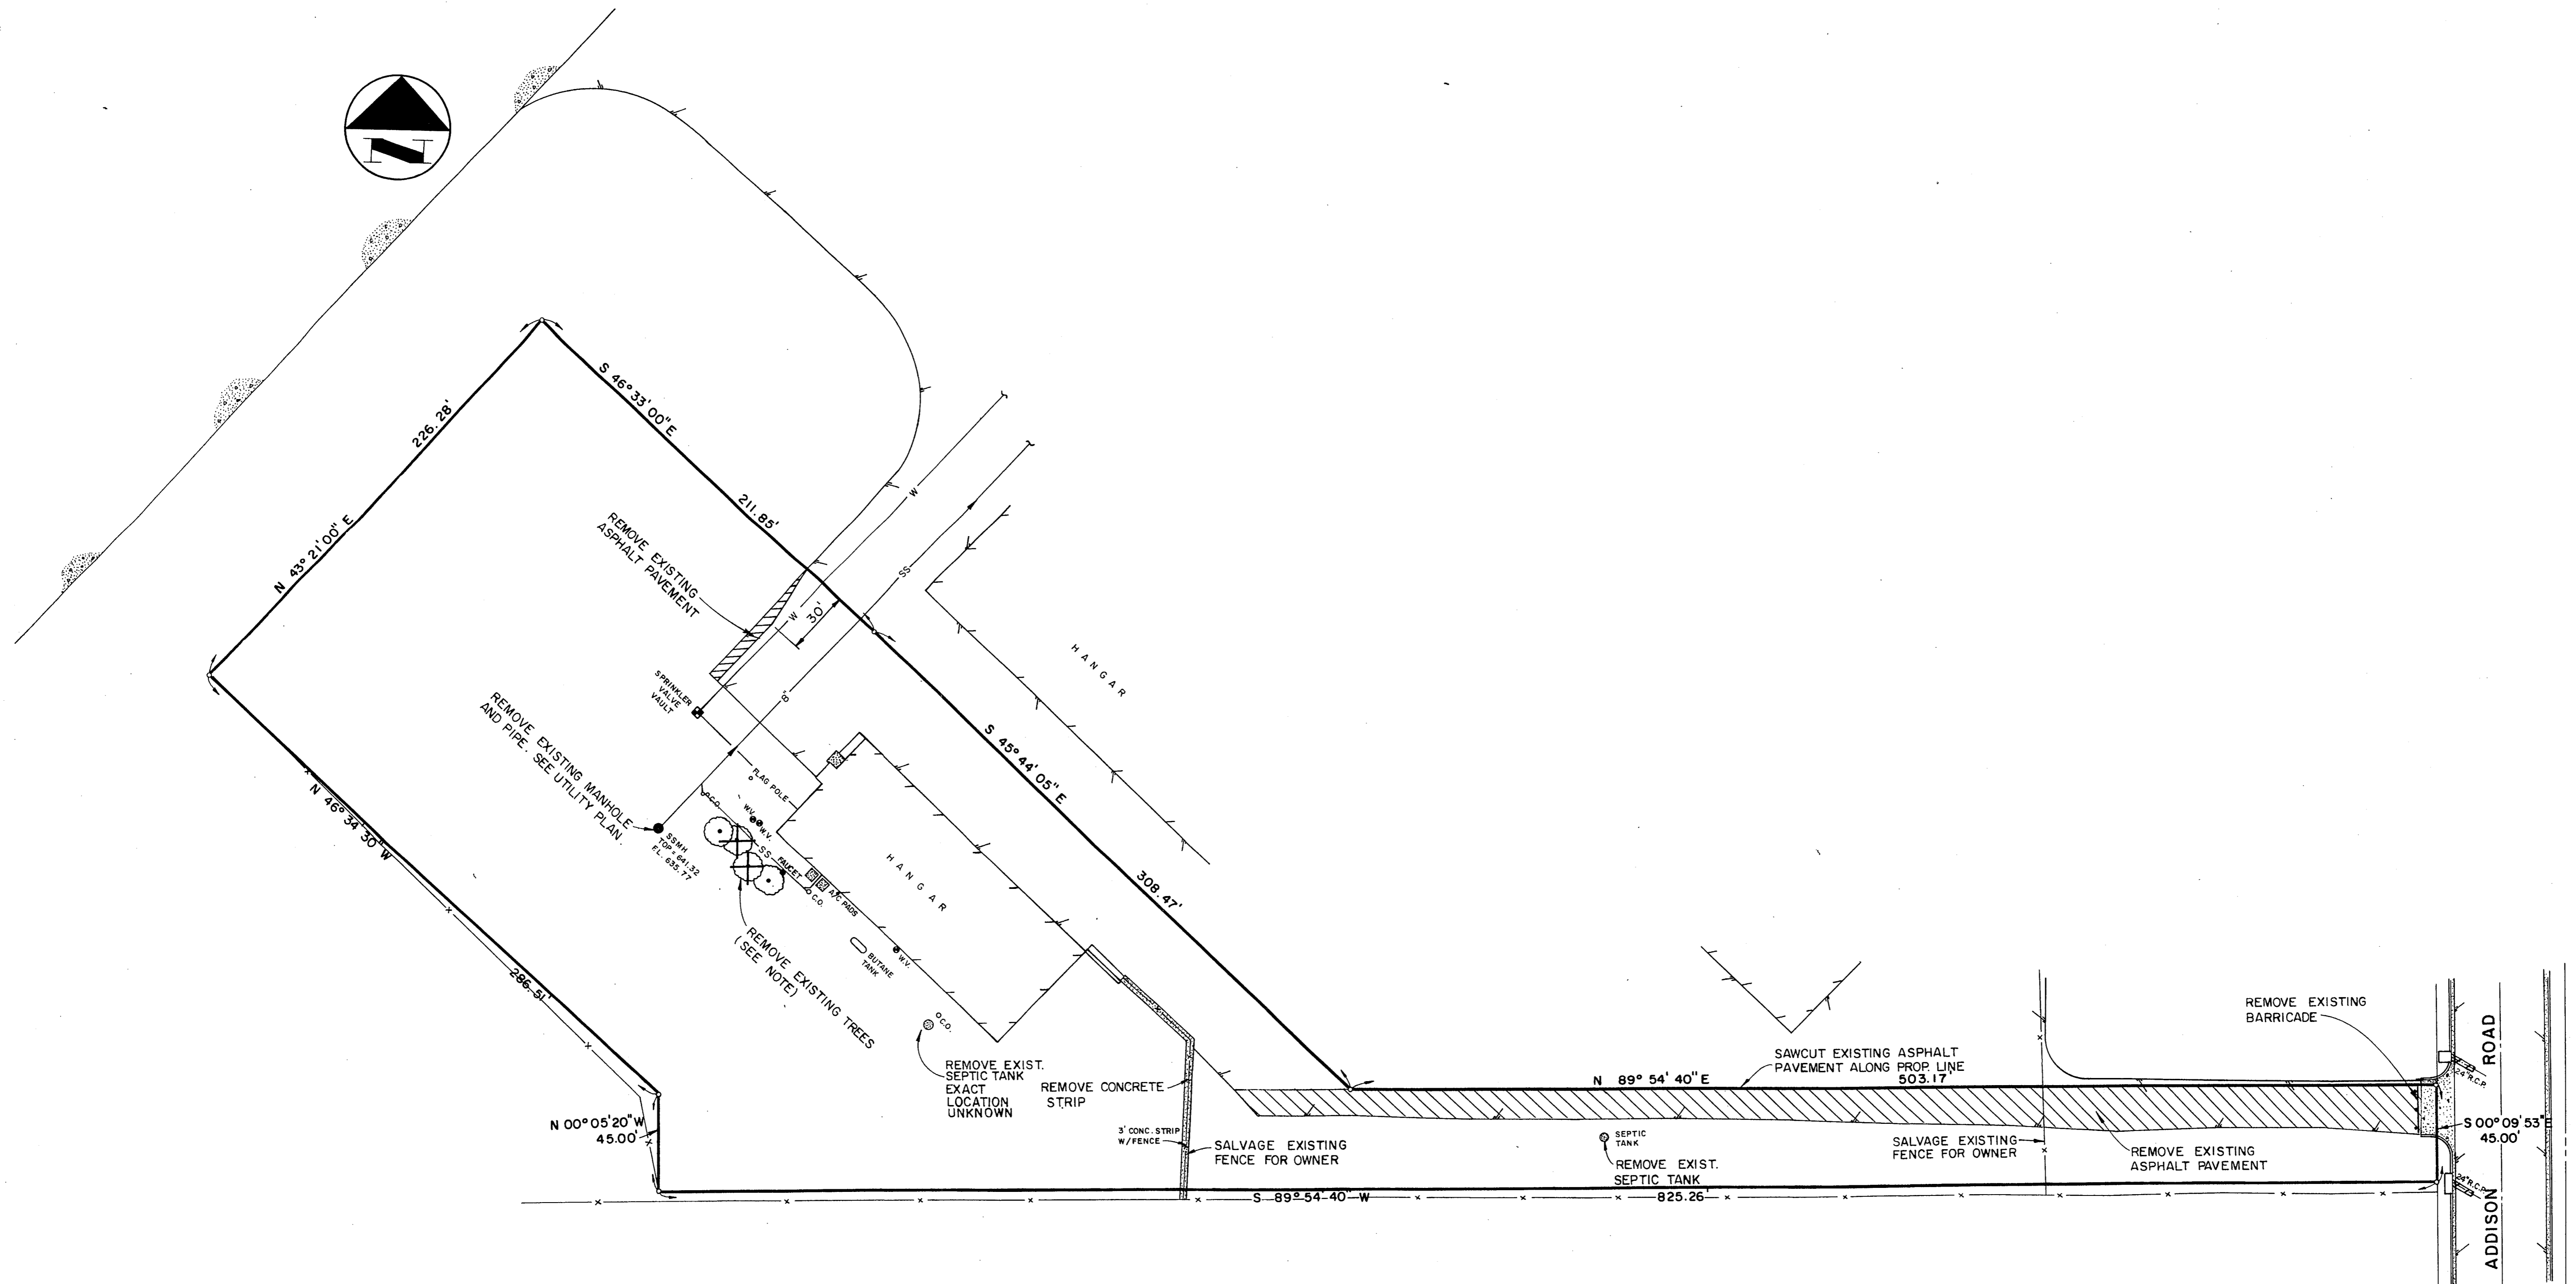 N
S 46° 33' 00" E
226.28'
N 43° 21' 00" E
211.85'
REMOVE EXISTING
ASPHALT PAVEMENT
W
SS
W
30'
HANGAR
SPRINKLER
VALVE
VAULT
8"
REMOVE EXISTING MANHOLE
AND PIPE. SEE UTILITY PLAN.
S 45° 44' 05" E
FLAG POLE
C.O.
W.V.
W.V.
SSMH
TOP = 641.32
F.L. 635.77
SS
FAUCET
A/C PADS
C.O.
HANGAR
N 46° 34' 30" W
308.47'
REMOVE EXISTING TREES
(SEE NOTE)
BUTANE
TANK
W.V.
286.51'
C.O.
REMOVE EXIST.
SEPTIC TANK
EXACT
LOCATION
UNKNOWN
REMOVE CONCRETE
STRIP
N 00° 05' 20" W
45.00'
3' CONC. STRIP
W/FENCE
SALVAGE EXISTING
FENCE FOR OWNER
N 89° 54' 40" E
503.17'
SAWCUT EXISTING ASPHALT
PAVEMENT ALONG PROP. LINE
SEPTIC
TANK
REMOVE EXIST.
SEPTIC TANK
SALVAGE EXISTING
FENCE FOR OWNER
REMOVE EXISTING
ASPHALT PAVEMENT
REMOVE EXISTING
BARRICADE
24" R.C.P.
S 00° 09' 53" E
45.00'
24" R.C.P.
ADDISON ROAD
S 89° 54' 40" W
825.26'